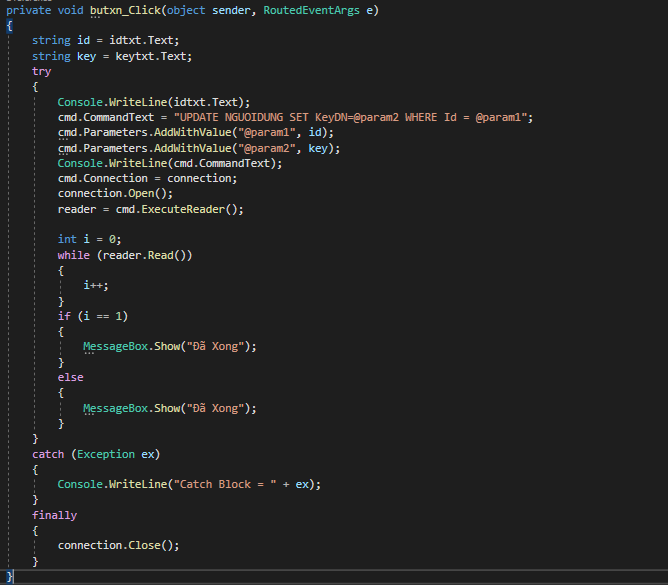 private void butxn_Click(object sender, RoutedEventArgs e)
{
string id = idtxt.Text;
string key = keytxt.Text;
try
{
Console.WriteLine(idtxt.Text);
cmd.CommandText = "UPDATE NGUOIDUNG SET KeyDN=@param2 WHERE Id = @param1";
cmd.Parameters.AddWithValue("@param1", id);
cmd.Parameters.AddWithValue("@param2", key);
Console.WriteLine(cmd.CommandText);
cmd.Connection = connection;
connection.Open();
reader = cmd.ExecuteReader();
int i = 0;
while (reader.Read())
{
i++;
}
if (i == 1)
{
MessageBox.Show("Đã Xong");
}
else
{
MessageBox.Show("Đã Xong");
}
}
catch (Exception ex)
{
Console.WriteLine("Catch Block = " + ex);
}
finally
{
connection.Close();
}
}